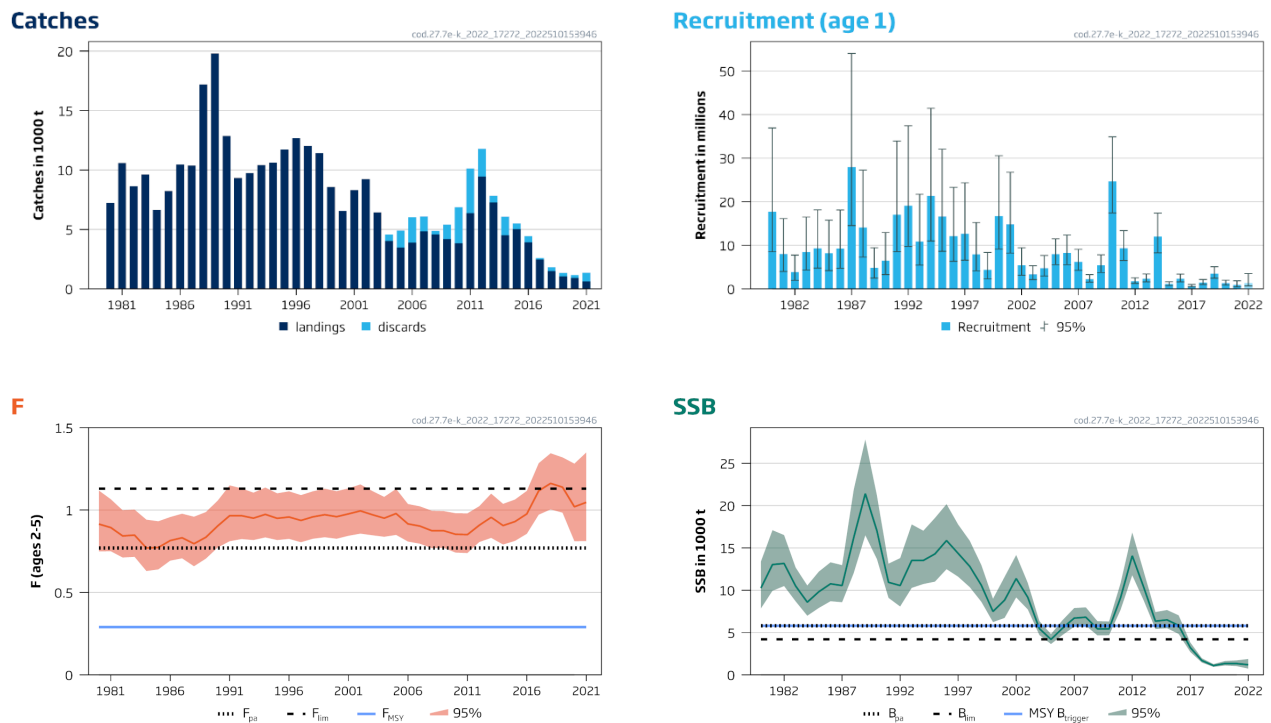 Catches
cod.27.7e-k_2022_17272_2022510153946
Catches in 1000 t
20
15
10
5
0
1981 1986 1991 1996 2001 2006 2011 2016 2021
landings discards
Recruitment (age 1)
cod.27.7e-k_2022_17272_2022510153946
Recruitment in millions
50
40
30
20
10
0
1982 1987 1992 1997 2002 2007 2012 2017 2022
Recruitment 95%
F
cod.27.7e-k_2022_17272_2022510153946
F (ages 2-5)
1.5
1
0.5
0
1981 1986 1991 1996 2001 2006 2011 2016 2021
Fpa Flim FMSY 95%
SSB
cod.27.7e-k_2022_17272_2022510153946
SSB in 1000 t
25
20
15
10
5
0
1982 1987 1992 1997 2002 2007 2012 2017 2022
Bpa Blim MSY Btrigger 95%